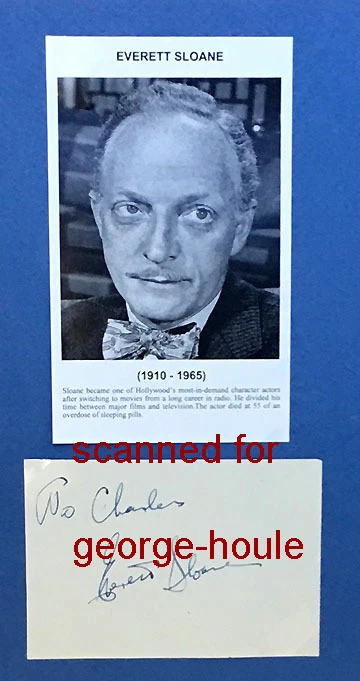 EVERETT SLOANE
(1910 - 1965)
Sloane became one of Hollywood's most-in-demand character actors
after switching to movies from a long career in radio. He divided his
time between major films and television.The actor died at 55 of an
overdose of sleeping pills.
scanned for
To Charles
george-houle
Everett Sloane